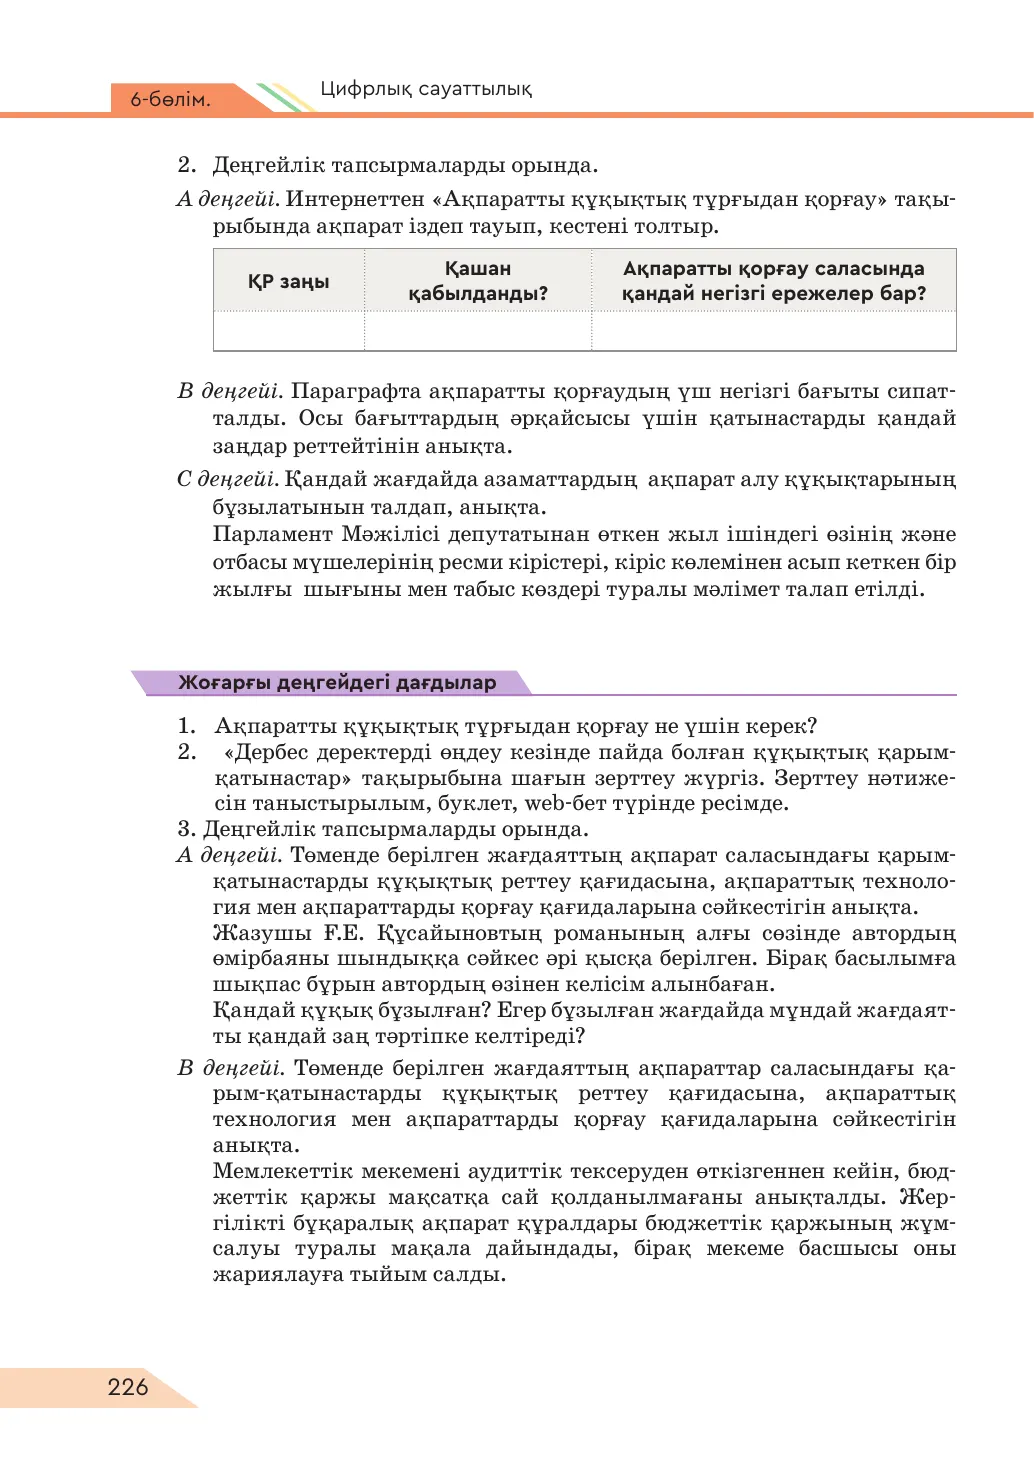 6-бөлім.
Цифрлық сауаттылық
2. Деңгейлік тапсырмаларды орында.
А деңгейі. Интернеттен «Ақпаратты құқықтық тұрғыдан қорғау» тақы-
рыбында ақпарат іздеп тауып, кестені толтыр.
ҚР заңы
Қашан
қабылданды?
Ақпаратты қорғау саласында
қандай негізгі ережелер бар?
В деңгейі. Параграфта ақпаратты қорғаудың үш негізгі бағыты сипат-
талды. Осы бағыттардың әрқайсысы үшін қатынастарды қандай
заңдар реттейтінін анықта.
С деңгейі. Қандай жағдайда азаматтардың ақпарат алу құқықтарының
бұзылатынын талдап, анықта.
Парламент Мәжілісі депутатынан өткен жыл ішіндегі өзінің және
отбасы мүшелерінің ресми кірістері, кіріс көлемінен асып кеткен бір
жылғы шығыны мен табыс көздері туралы мәлімет талап етілді.
Жоғарғы деңгейдегі дағдылар
1. Ақпаратты құқықтық тұрғыдан қорғау не үшін керек?
2. «Дербес деректерді өңдеу кезінде пайда болған құқықтық қарым-
қатынастар» тақырыбына шағын зерттеу жүргіз. Зерттеу нәтиже-
сін таныстырылым, буклет, web-бет түрінде ресімде.
3. Деңгейлік тапсырмаларды орында.
А деңгейі. Төменде берілген жағдаяттың ақпарат саласындағы қарым-
қатынастарды құқықтық реттеу қағидасына, ақпараттық техноло-
гия мен ақпараттарды қорғау қағидаларына сәйкестігін анықта.
Жазушы Ғ.Е. Құсайыновтың романының алғы сөзінде автордың
өмірбаяны шындыққа сәйкес әрі қысқа берілген. Бірақ басылымға
шықпас бұрын автордың өзінен келісім алынбаған.
Қандай құқық бұзылған? Егер бұзылған жағдайда мұндай жағдаят-
ты қандай заң тәртіпке келтіреді?
В деңгейі. Төменде берілген жағдаяттың ақпараттар саласындағы қа-
рым-қатынастарды құқықтық реттеу қағидасына, ақпараттық
технология мен ақпараттарды қорғау қағидаларына сәйкестігін
анықта.
Мемлекеттік мекемені аудиттік тексеруден өткізгеннен кейін, бюд-
жеттік қаржы мақсатқа сай қолданылмағаны анықталды. Жер-
гілікті бұқаралық ақпарат құралдары бюджеттік қаржының жұм-
салуы туралы мақала дайындады, бірақ мекеме басшысы оны
жариялауға тыйым салды.
226